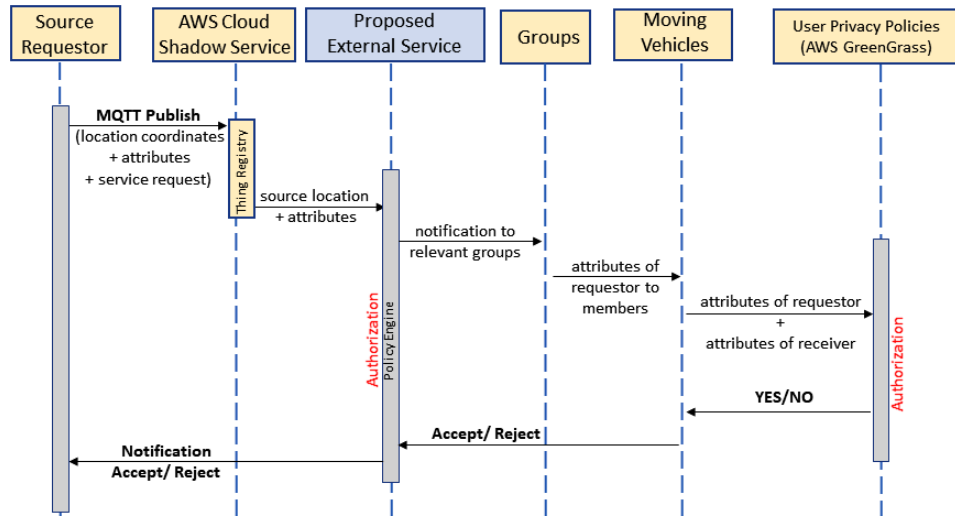 Source
Requestor
AWS Cloud
Shadow Service
Proposed
External Service
Groups
Moving
Vehicles
User Privacy Policies
(AWS GreenGrass)
MQTT Publish
(location coordinates
+ attributes
+ service request)
Thing Registry
source location
+ attributes
notification to
relevant groups
attributes of
requestor to
members
attributes of requestor
+
attributes of receiver
Authorization
Policy Engine
Authorization
YES/NO
Accept/ Reject
Notification
Accept/ Reject